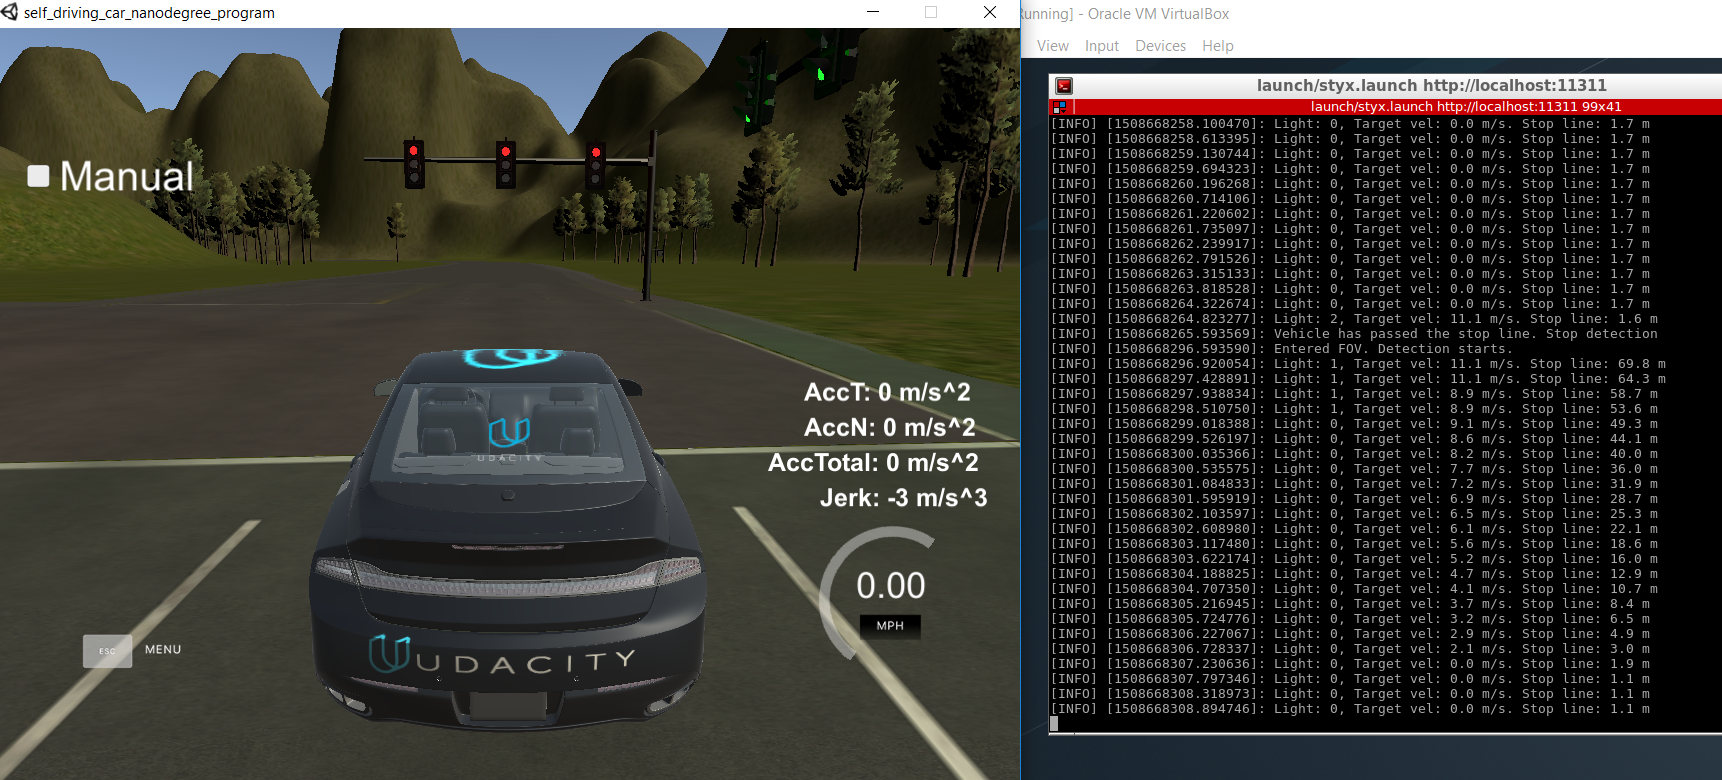 self_driving_car_nanodegree_program
Manual
AccT: 0 m/s^2
AccN: 0 m/s^2
AccTotal: 0 m/s^2
Jerk: -3 m/s^3
0.00
MPH
ESC MENU
UDACITY
UDACITY
unning] - Oracle VM VirtualBox
View Input Devices Help
launch/styx.launch http://localhost:11311
launch/styx.launch http://localhost:11311 99x41
[INFO] [1508668258.100470]: Light: 0, Target vel: 0.0 m/s. Stop line: 1.7 m
[INFO] [1508668258.613395]: Light: 0, Target vel: 0.0 m/s. Stop line: 1.7 m
[INFO] [1508668259.130744]: Light: 0, Target vel: 0.0 m/s. Stop line: 1.7 m
[INFO] [1508668259.694323]: Light: 0, Target vel: 0.0 m/s. Stop line: 1.7 m
[INFO] [1508668260.196268]: Light: 0, Target vel: 0.0 m/s. Stop line: 1.7 m
[INFO] [1508668260.714106]: Light: 0, Target vel: 0.0 m/s. Stop line: 1.7 m
[INFO] [1508668261.220602]: Light: 0, Target vel: 0.0 m/s. Stop line: 1.7 m
[INFO] [1508668261.735097]: Light: 0, Target vel: 0.0 m/s. Stop line: 1.7 m
[INFO] [1508668262.239917]: Light: 0, Target vel: 0.0 m/s. Stop line: 1.7 m
[INFO] [1508668262.791526]: Light: 0, Target vel: 0.0 m/s. Stop line: 1.7 m
[INFO] [1508668263.315133]: Light: 0, Target vel: 0.0 m/s. Stop line: 1.7 m
[INFO] [1508668263.818528]: Light: 0, Target vel: 0.0 m/s. Stop line: 1.7 m
[INFO] [1508668264.322674]: Light: 0, Target vel: 0.0 m/s. Stop line: 1.7 m
[INFO] [1508668264.823277]: Light: 2, Target vel: 11.1 m/s. Stop line: 1.6 m
[INFO] [1508668265.593569]: Vehicle has passed the stop line. Stop detection
[INFO] [1508668296.593590]: Entered FOV. Detection starts.
[INFO] [1508668296.920054]: Light: 1, Target vel: 11.1 m/s. Stop line: 69.8 m
[INFO] [1508668297.428891]: Light: 1, Target vel: 11.1 m/s. Stop line: 64.3 m
[INFO] [1508668297.938834]: Light: 1, Target vel: 8.9 m/s. Stop line: 58.7 m
[INFO] [1508668298.510750]: Light: 1, Target vel: 8.9 m/s. Stop line: 53.6 m
[INFO] [1508668299.018388]: Light: 0, Target vel: 9.1 m/s. Stop line: 49.3 m
[INFO] [1508668299.526197]: Light: 0, Target vel: 8.6 m/s. Stop line: 44.1 m
[INFO] [1508668300.035366]: Light: 0, Target vel: 8.2 m/s. Stop line: 40.0 m
[INFO] [1508668300.535575]: Light: 0, Target vel: 7.7 m/s. Stop line: 36.0 m
[INFO] [1508668301.084833]: Light: 0, Target vel: 7.2 m/s. Stop line: 31.9 m
[INFO] [1508668301.595919]: Light: 0, Target vel: 6.9 m/s. Stop line: 28.7 m
[INFO] [1508668302.103597]: Light: 0, Target vel: 6.5 m/s. Stop line: 25.3 m
[INFO] [1508668302.608980]: Light: 0, Target vel: 6.1 m/s. Stop line: 22.1 m
[INFO] [1508668303.117480]: Light: 0, Target vel: 5.6 m/s. Stop line: 18.6 m
[INFO] [1508668303.622174]: Light: 0, Target vel: 5.2 m/s. Stop line: 16.0 m
[INFO] [1508668304.188825]: Light: 0, Target vel: 4.7 m/s. Stop line: 12.9 m
[INFO] [1508668304.707350]: Light: 0, Target vel: 4.1 m/s. Stop line: 10.7 m
[INFO] [1508668305.216945]: Light: 0, Target vel: 3.7 m/s. Stop line: 8.4 m
[INFO] [1508668305.724776]: Light: 0, Target vel: 3.2 m/s. Stop line: 6.5 m
[INFO] [1508668306.227067]: Light: 0, Target vel: 2.9 m/s. Stop line: 4.9 m
[INFO] [1508668306.728337]: Light: 0, Target vel: 2.1 m/s. Stop line: 3.0 m
[INFO] [1508668307.230636]: Light: 0, Target vel: 0.0 m/s. Stop line: 1.9 m
[INFO] [1508668307.797346]: Light: 0, Target vel: 0.0 m/s. Stop line: 1.1 m
[INFO] [1508668308.318973]: Light: 0, Target vel: 0.0 m/s. Stop line: 1.1 m
[INFO] [1508668308.894746]: Light: 0, Target vel: 0.0 m/s. Stop line: 1.1 m